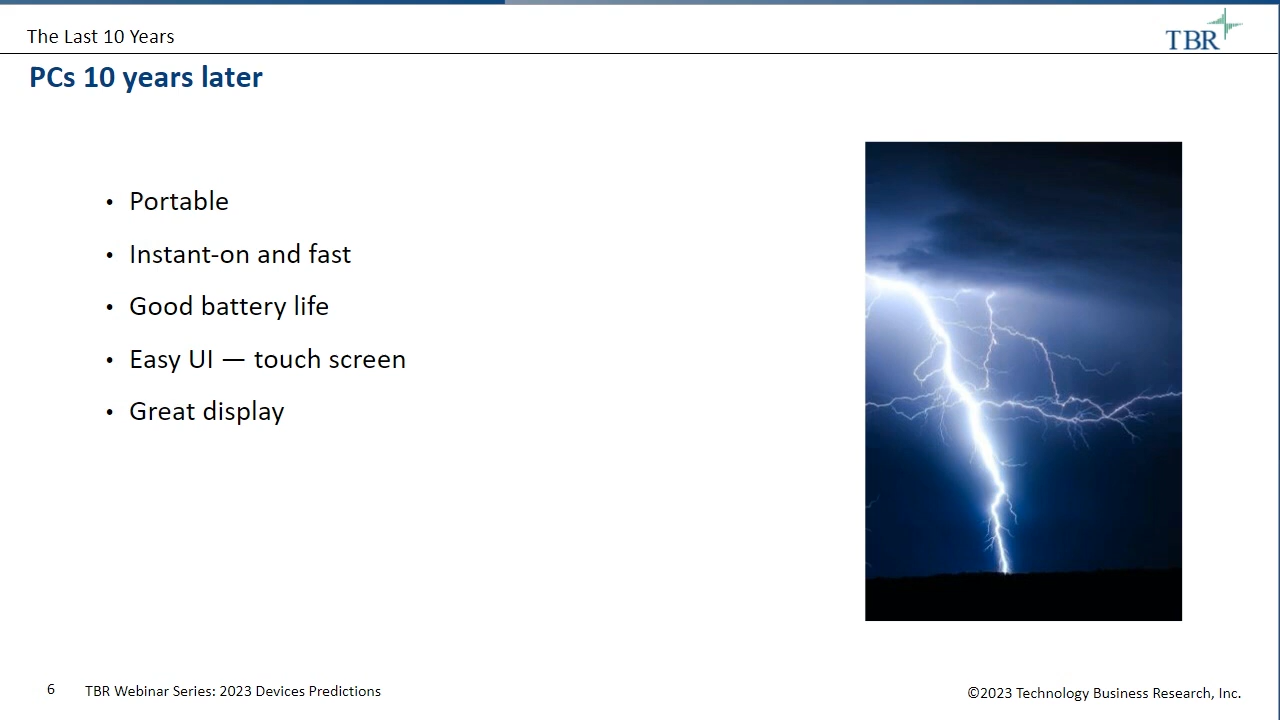 The Last 10 Years
TBR
PCs 10 years later
• Portable
• Instant-on and fast
• Good battery life
• Easy UI — touch screen
• Great display
6 TBR Webinar Series: 2023 Devices Predictions
©2023 Technology Business Research, Inc.